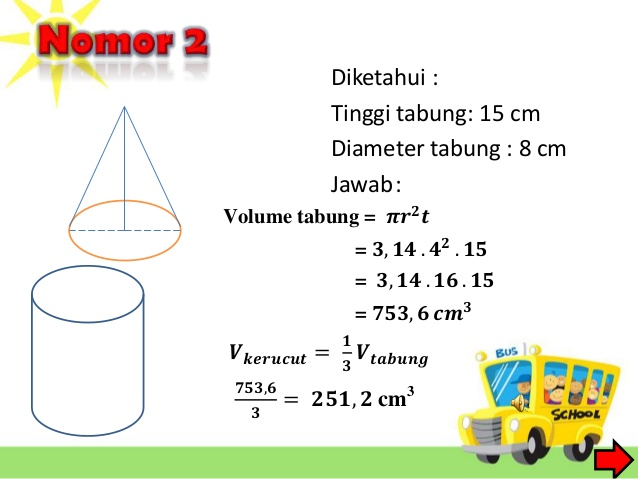 Nomor 2
Diketahui :
Tinggi tabung: 15 cm
Diameter tabung : 8 cm
Jawab:
Volume tabung = πr²t
= 3, 14 . 4² . 15
= 3, 14 . 16 . 15
= 753, 6 cm³
V_kerucut = 1/3 V_tabung
753,6/3 = 251, 2 cm³
BUS
SCHOOL